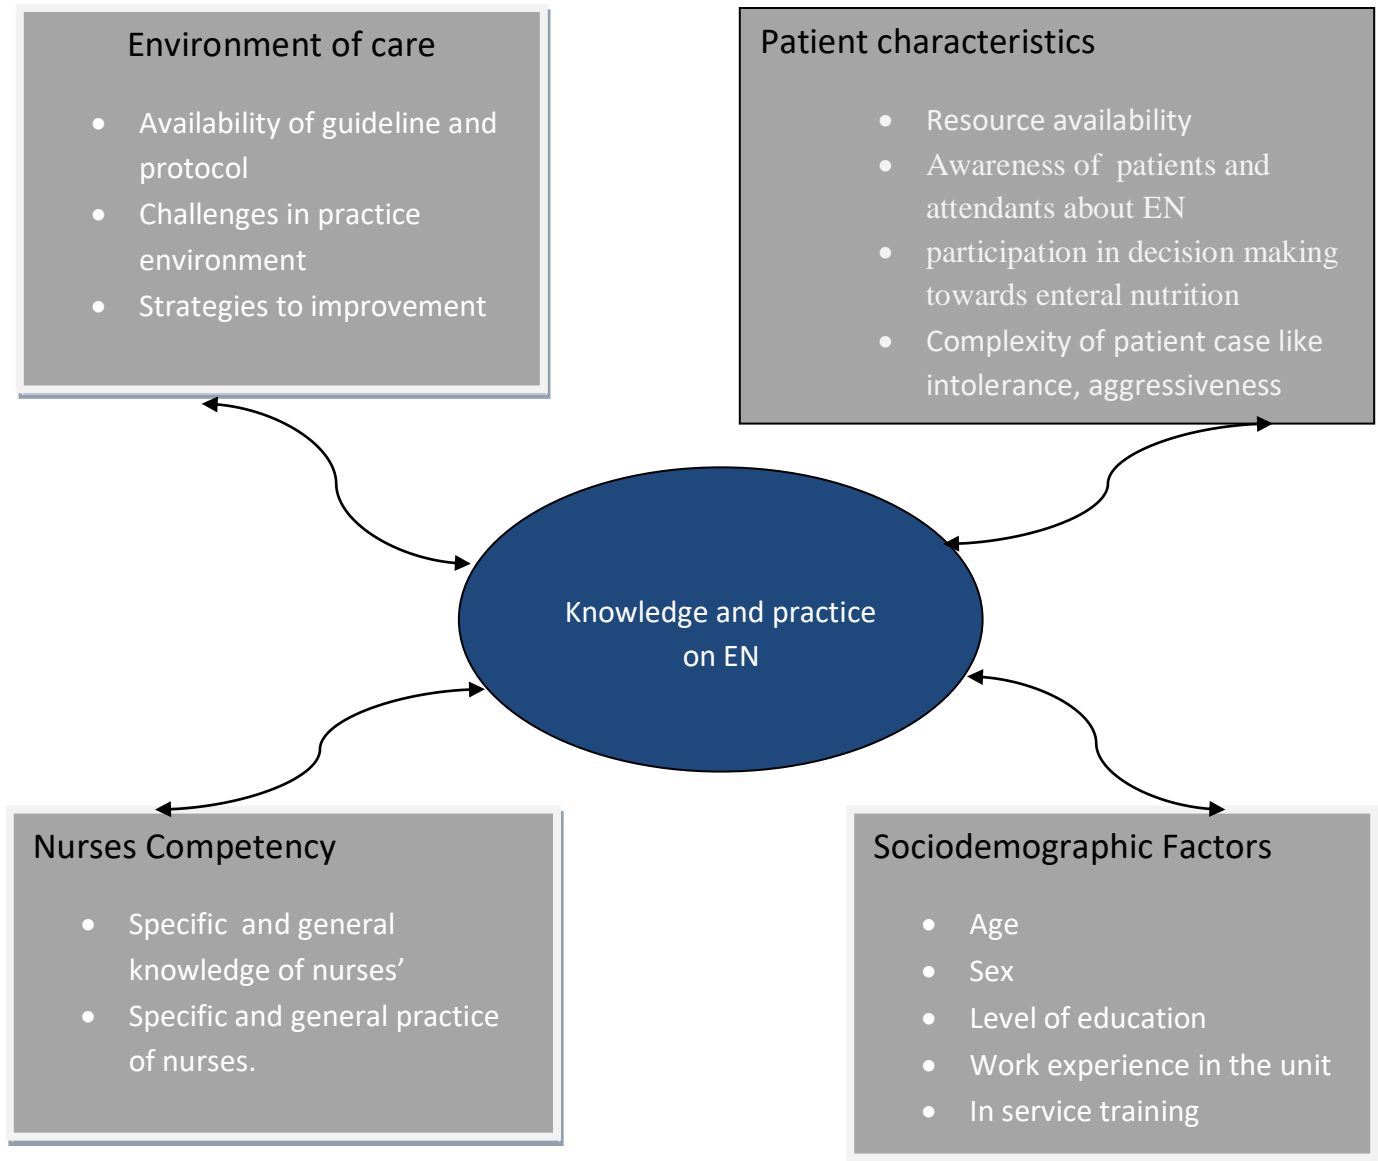 Environment of care
• Availability of guideline and
protocol
• Challenges in practice
environment
• Strategies to improvement
Patient characteristics
• Resource availability
• Awareness of  patients and
attendants about EN
• participation in decision making
towards enteral nutrition
• Complexity of patient case like
intolerance, aggressiveness
Knowledge and practice
on EN
Nurses Competency
• Specific  and general
knowledge of nurses’
• Specific and general practice
of nurses.
Sociodemographic Factors
• Age
• Sex
• Level of education
• Work experience in the unit
• In service training